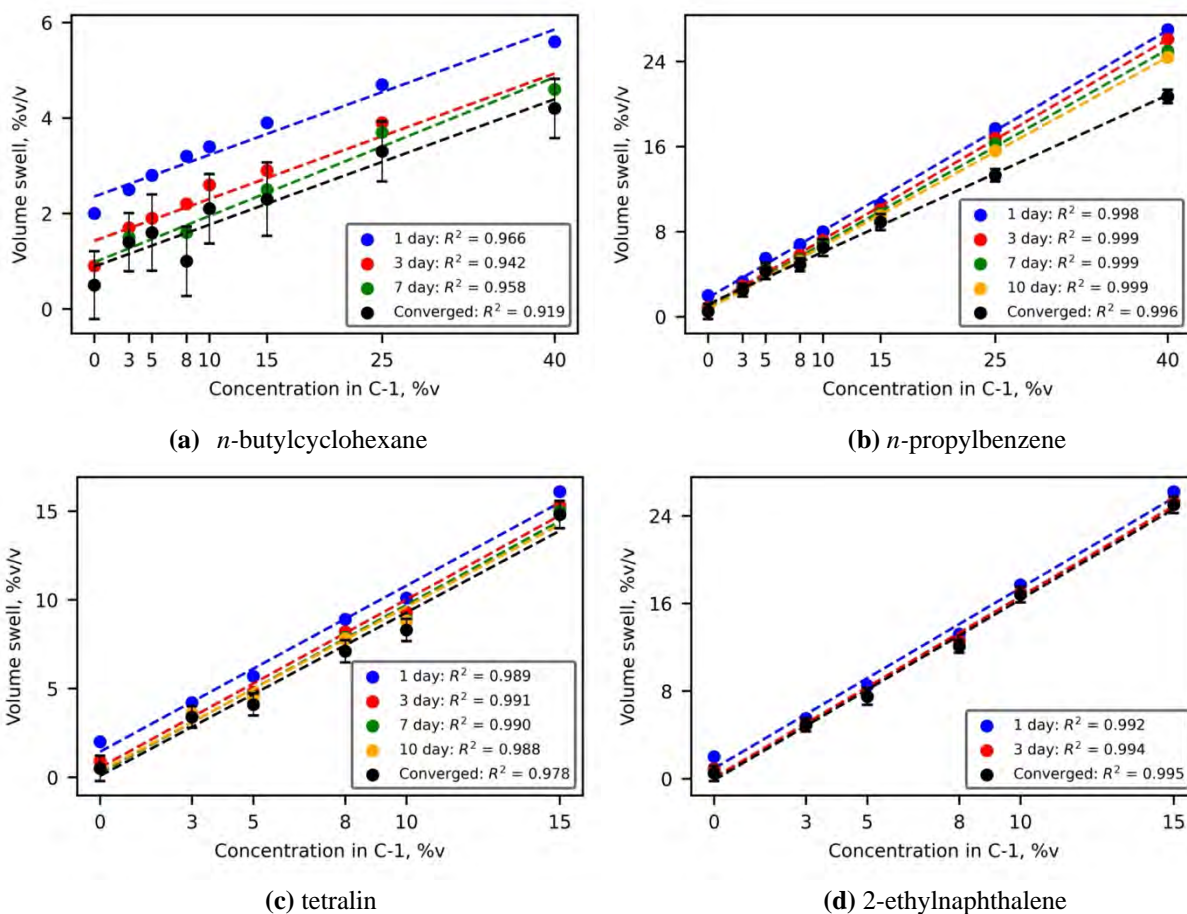 6
4
2
0
Volume swell, %v/v
1 day: R² = 0.966
3 day: R² = 0.942
7 day: R² = 0.958
Converged: R² = 0.919
0 3 5 8 10 15 25 40
Concentration in C-1, %v
(a) n-butylcyclohexane
24
16
8
0
Volume swell, %v/v
1 day: R² = 0.998
3 day: R² = 0.999
7 day: R² = 0.999
10 day: R² = 0.999
Converged: R² = 0.996
0 3 5 8 10 15 25 40
Concentration in C-1, %v
(b) n-propylbenzene
15
10
5
0
Volume swell, %v/v
1 day: R² = 0.989
3 day: R² = 0.991
7 day: R² = 0.990
10 day: R² = 0.988
Converged: R² = 0.978
0 3 5 8 10 15
Concentration in C-1, %v
(c) tetralin
24
16
8
0
Volume swell, %v/v
1 day: R² = 0.992
3 day: R² = 0.994
Converged: R² = 0.995
0 3 5 8 10 15
Concentration in C-1, %v
(d) 2-ethylnaphthalene